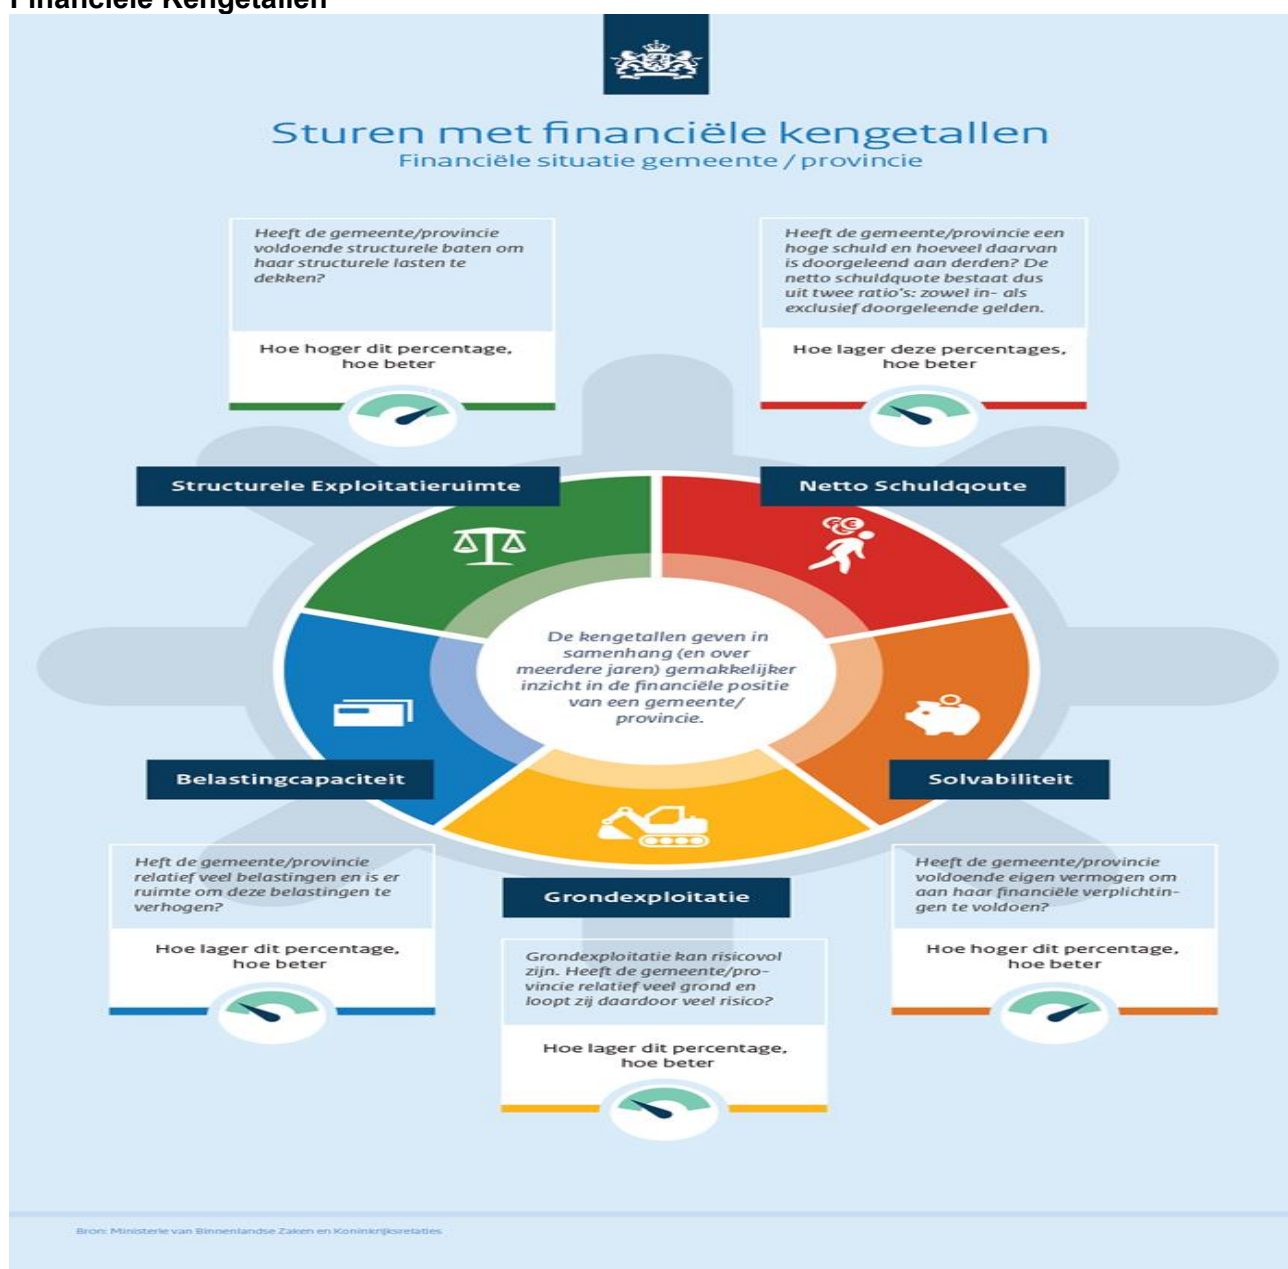 Financiële Kengetallen
Sturen met financiële kengetallen
Financiële situatie gemeente / provincie
Heeft de gemeente/provincie
voldoende structurele baten om
haar structurele lasten te
dekken?
Hoe hoger dit percentage,
hoe beter
Heeft de gemeente/provincie een
hoge schuld en hoeveel daarvan
is doorgeleend aan derden? De
netto schuldquote bestaat dus
uit twee ratio's: zowel in- als
exclusief doorgeleende gelden.
Hoe lager deze percentages,
hoe beter
Structurele Exploitatieruimte
Netto Schuldqoute
De kengetallen geven in
samenhang (en over
meerdere jaren) gemakkelijker
inzicht in de financiële positie
van een gemeente/
provincie.
Belastingcapaciteit
Solvabiliteit
Heft de gemeente/provincie
relatief veel belastingen en is er
ruimte om deze belastingen te
verhogen?
Hoe lager dit percentage,
hoe beter
Grondexploitatie
Grondexploitatie kan risicovol
zijn. Heeft de gemeente/pro-
vincie relatief veel grond en
loopt zij daardoor veel risico?
Hoe lager dit percentage,
hoe beter
Heeft de gemeente/provincie
voldoende eigen vermogen om
aan haar financiële verplichtin-
gen te voldoen?
Hoe hoger dit percentage,
hoe beter
Bron: Ministerie van Binnenlandse Zaken en Koninkrijksrelaties